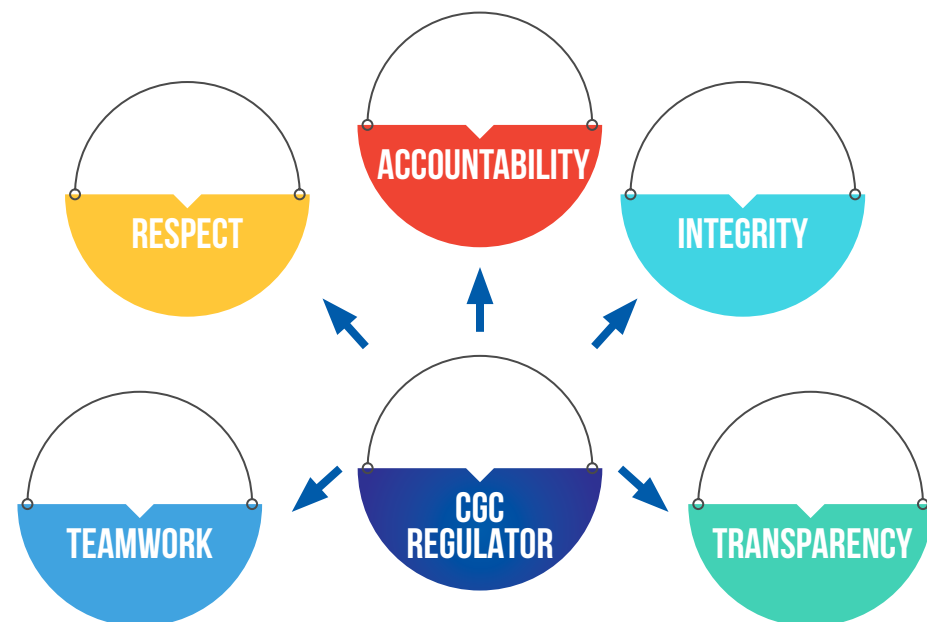 ACCOUNTABILITY
RESPECT
INTEGRITY
TEAMWORK
CGC
REGULATOR
TRANSPARENCY